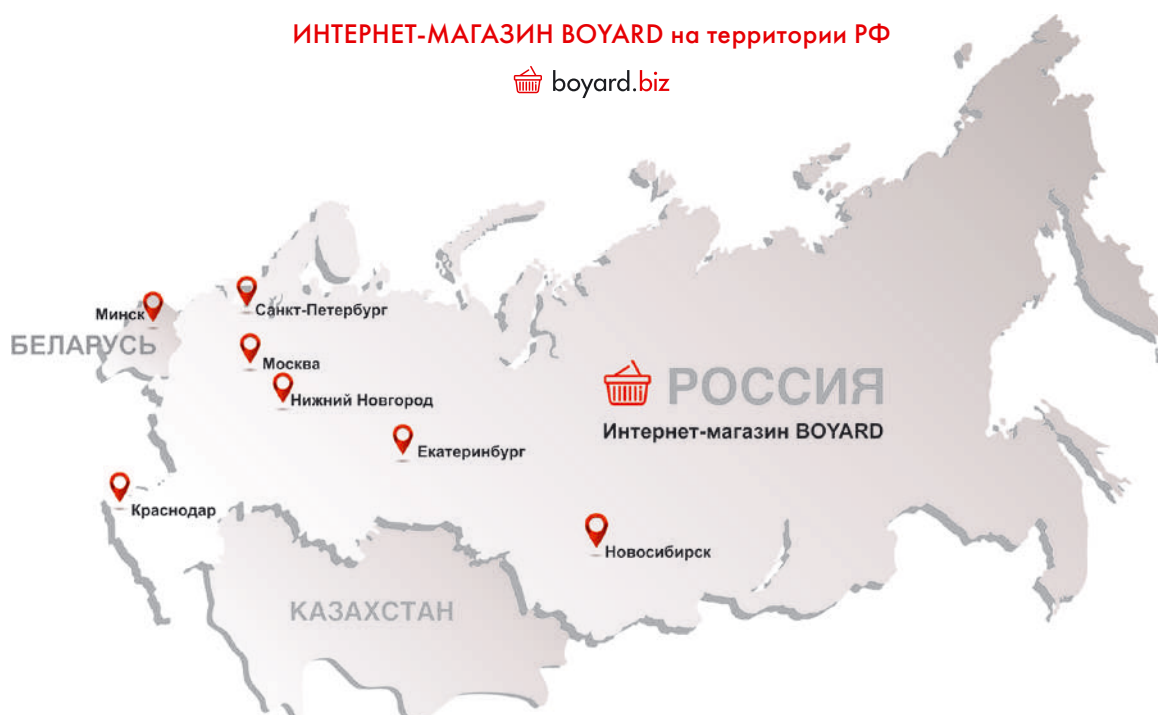 ИНТЕРНЕТ-МАГАЗИН BOYARD на территории РФ
boyard.biz
Минск
Санкт-Петербург
БЕЛАРУСЬ
Москва
РОССИЯ
Нижний Новгород
Интернет-магазин BOYARD
Екатеринбург
Краснодар
Новосибирск
КАЗАХСТАН